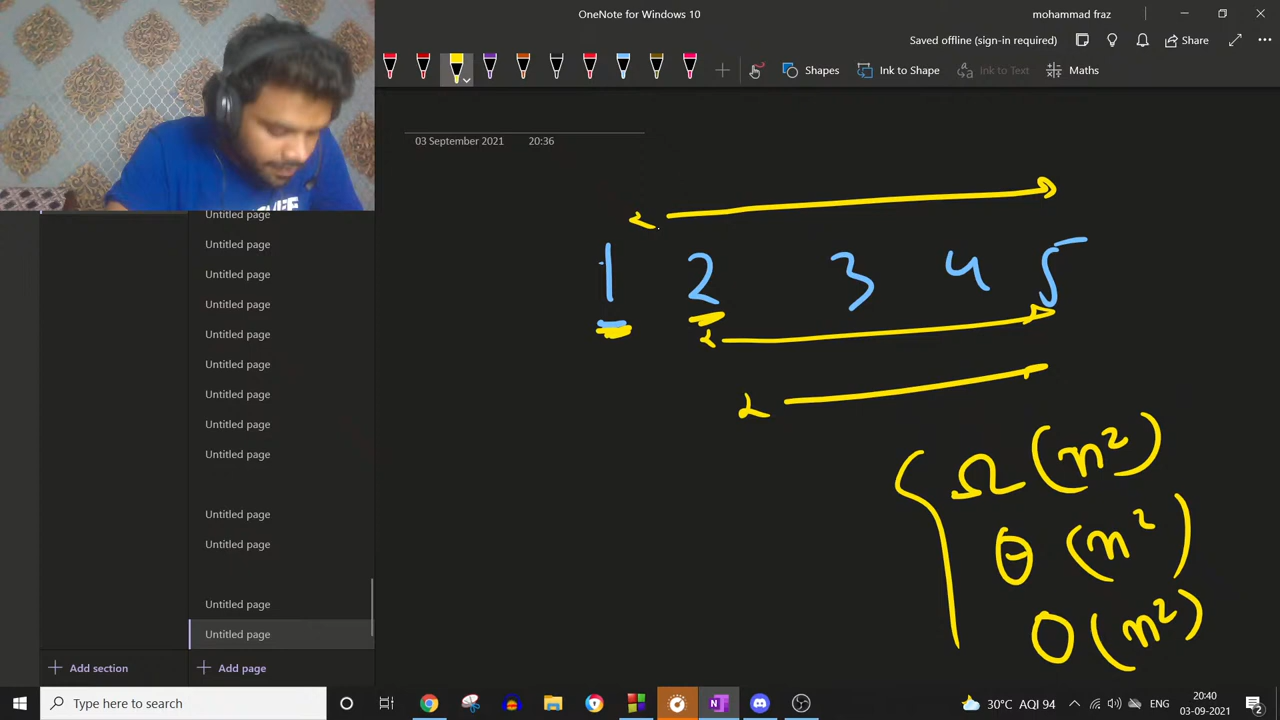 OneNote for Windows 10
mohammad fraz
Saved offline (sign-in required)
Share
Shapes
Ink to Shape
Ink to Text
Maths
03 September 2021 20:36
Untitled page
Untitled page
Untitled page
Untitled page
Untitled page
Untitled page
Untitled page
Untitled page
Untitled page
Untitled page
Untitled page
Untitled page
Untitled page
1 2 3 4 5
Ω (n²)
θ (n²)
O (n²)
Add section
Add page
Type here to search
30°C AQI 94
ENG
20:40
03-09-2021
2